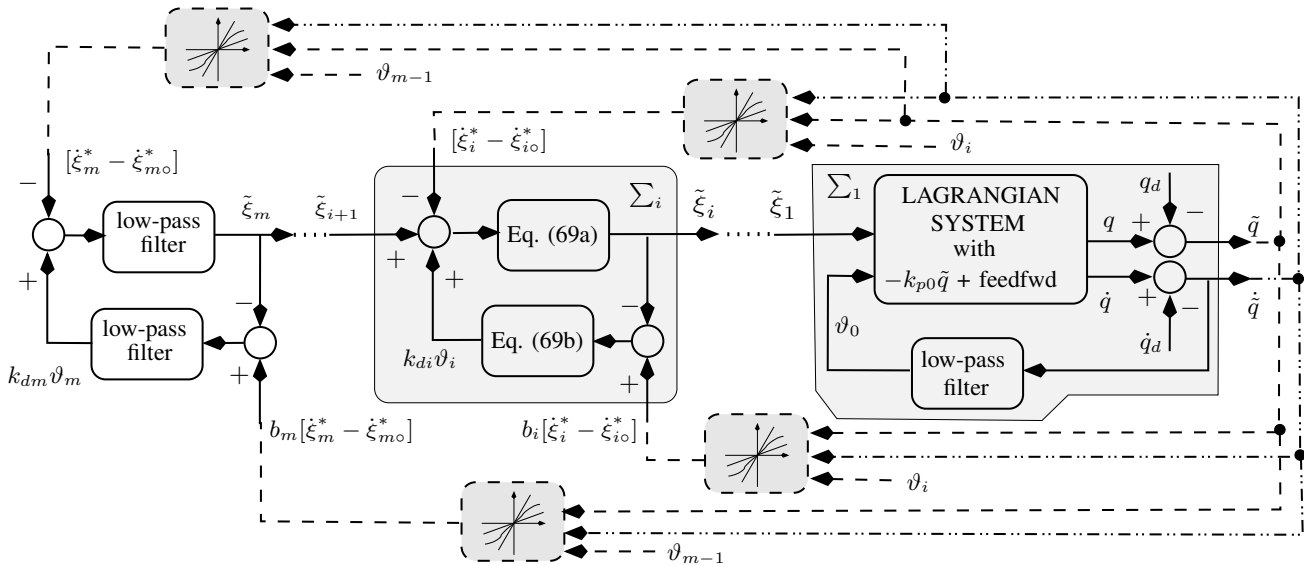 ϑ_{m−1}
[ξ̇*_m − ξ̇*_{m∘}]
[ξ̇*_i − ξ̇*_{i∘}]
ϑ_i
−
ξ̃_m
ξ̃_{i+1}
−
∑_i
ξ̃_i
ξ̃_1
∑_1
LAGRANGIAN
SYSTEM
with
−k_{p0}q̃ + feedfwd
q_d
−
q
+
q̃
low-pass
filter
Eq. (69a)
+
+
+
−
−
q̇
+
−
q̃̇
ϑ_0
q̇_d
low-pass
filter
k_{dm}ϑ_m
+
Eq. (69b)
k_{di}ϑ_i
+
low-pass
filter
b_m[ξ̇*_m − ξ̇*_{m∘}]
b_i[ξ̇*_i − ξ̇*_{i∘}]
ϑ_i
ϑ_{m−1}